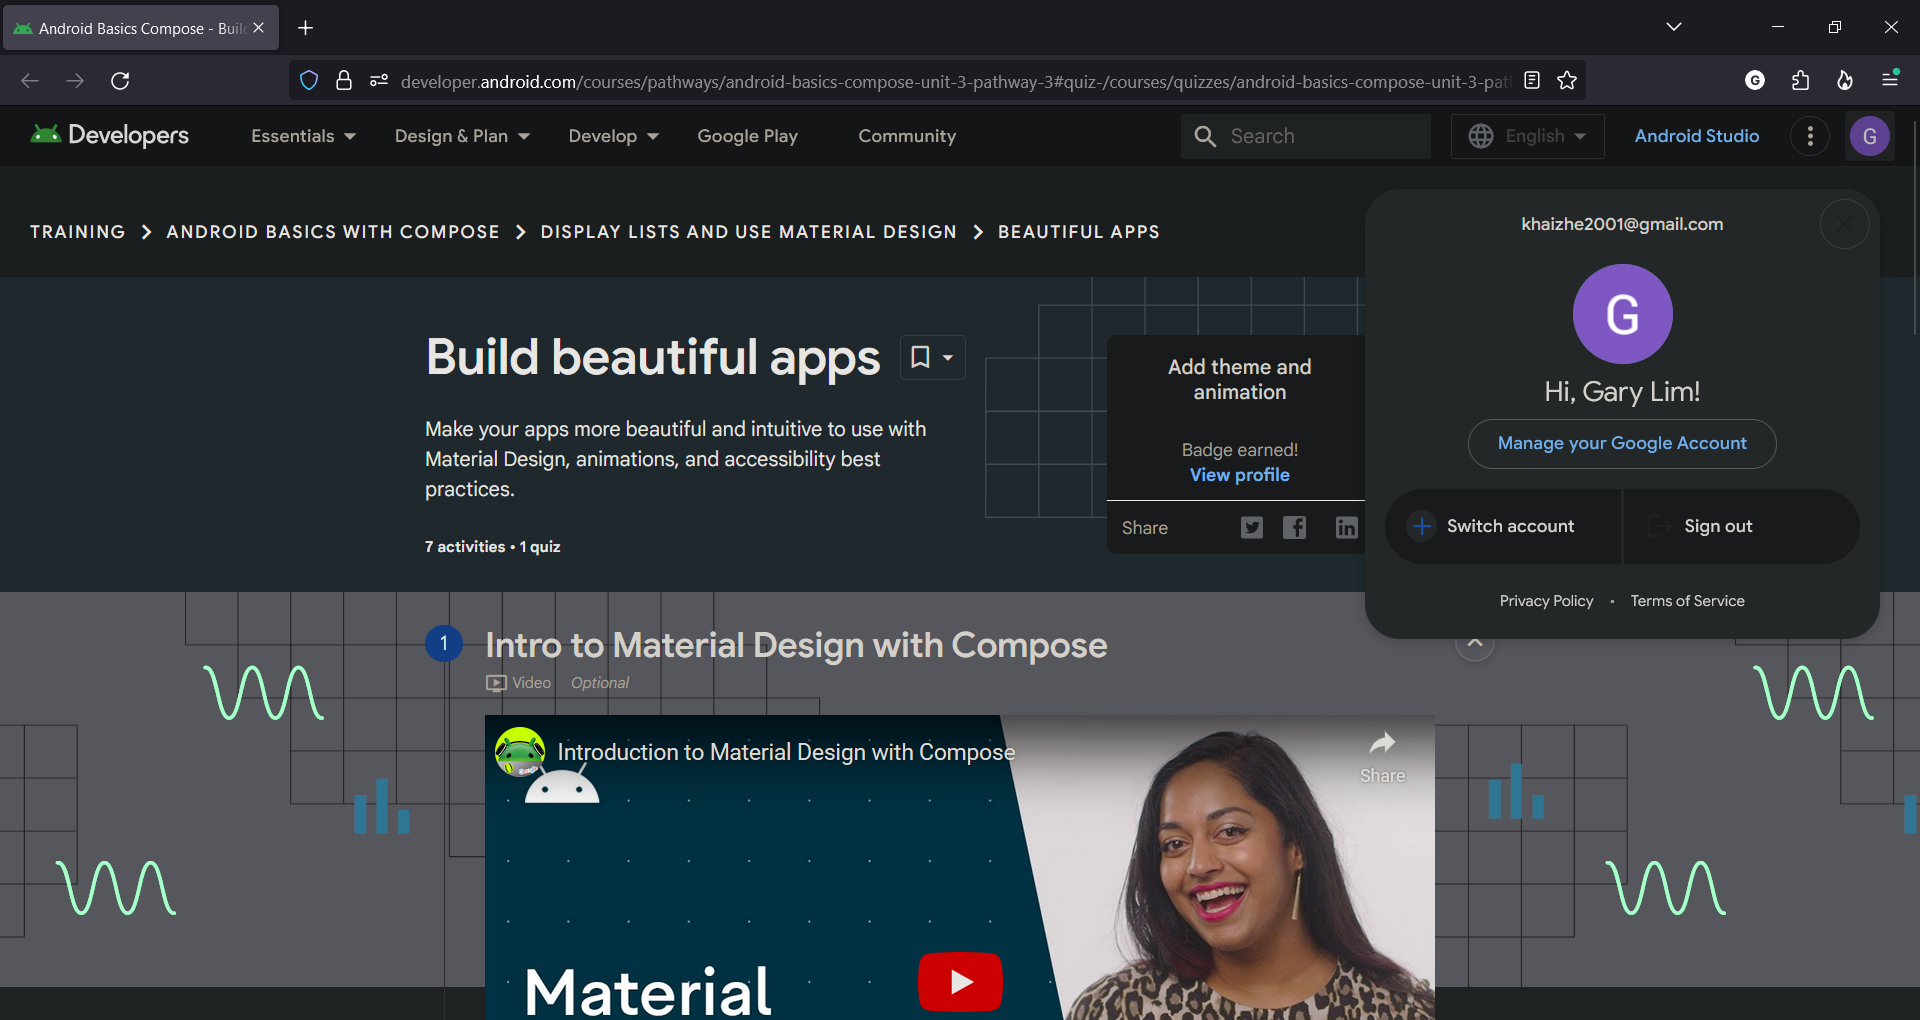 Android Basics Compose - Buil
developer.android.com/courses/pathways/android-basics-compose-unit-3-pathway-3#quiz-/courses/quizzes/android-basics-compose-unit-3-pat
G
Developers
Essentials
Design & Plan
Develop
Google Play
Community
Search
English
Android Studio
G
TRAINING > ANDROID BASICS WITH COMPOSE > DISPLAY LISTS AND USE MATERIAL DESIGN > BEAUTIFUL APPS
khaizhe2001@gmail.com
G
Hi, Gary Lim!
Manage your Google Account
Switch account
Sign out
Privacy Policy • Terms of Service
Build beautiful apps
Make your apps more beautiful and intuitive to use with
Material Design, animations, and accessibility best
practices.
7 activities • 1 quiz
Add theme and
animation
Badge earned!
View profile
Share
1
Intro to Material Design with Compose
Video Optional
Introduction to Material Design with Compose
Share
Material